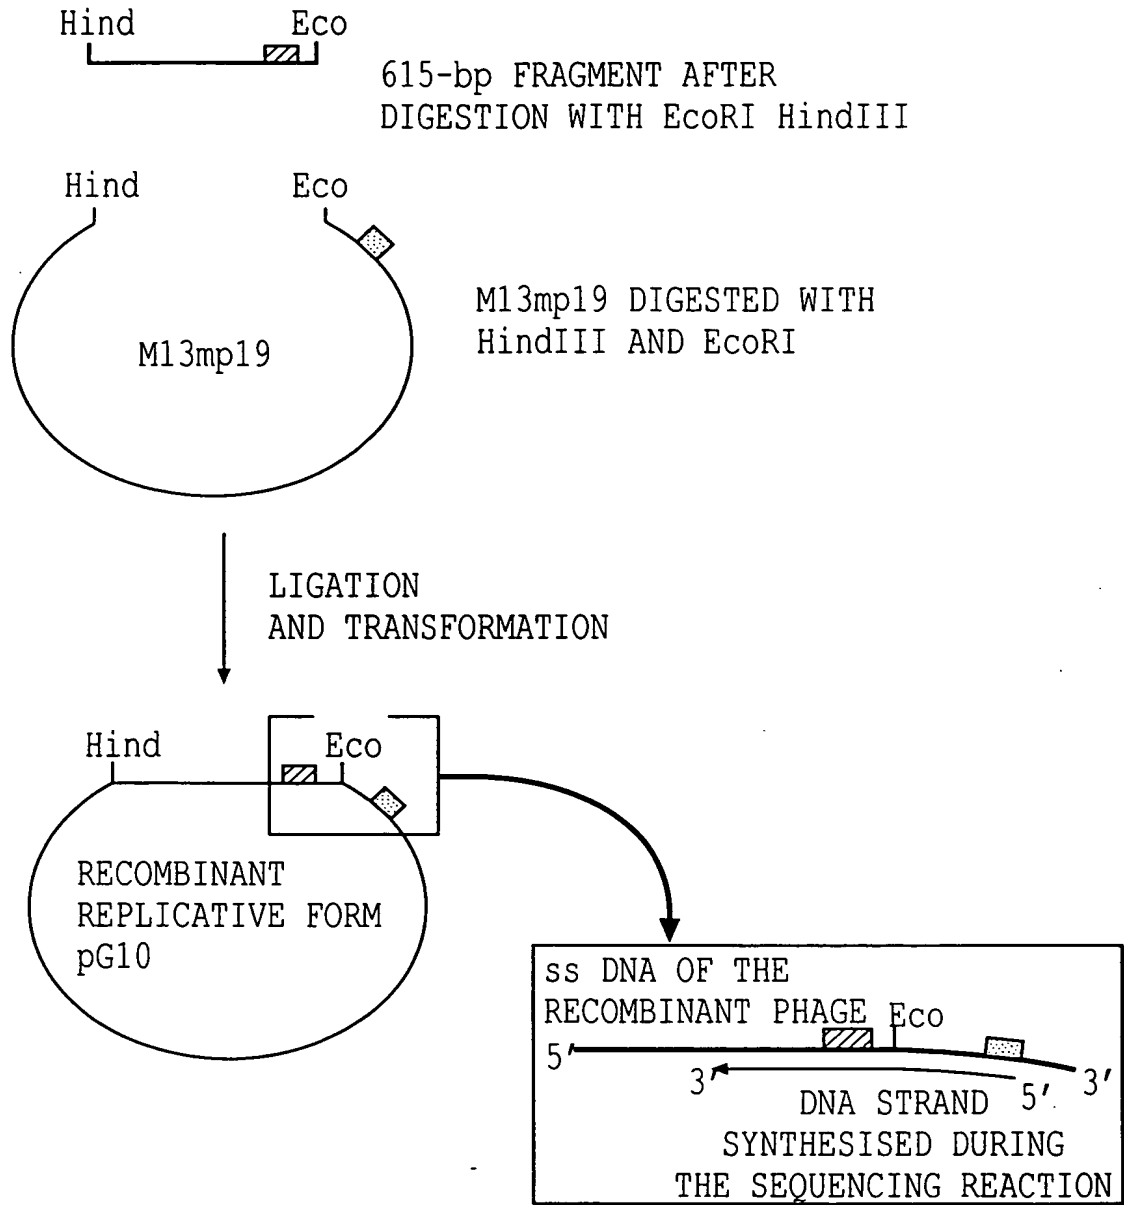 Hind Eco
615-bp FRAGMENT AFTER
DIGESTION WITH EcoRI HindIII
Hind Eco
M13mp19 DIGESTED WITH
HindIII AND EcoRI
M13mp19
LIGATION
AND TRANSFORMATION
Hind Eco
RECOMBINANT
REPLICATIVE FORM
pG10
ss DNA OF THE
RECOMBINANT PHAGE Eco
5' 3'
3' 5'
DNA STRAND
SYNTHESISED DURING
THE SEQUENCING REACTION